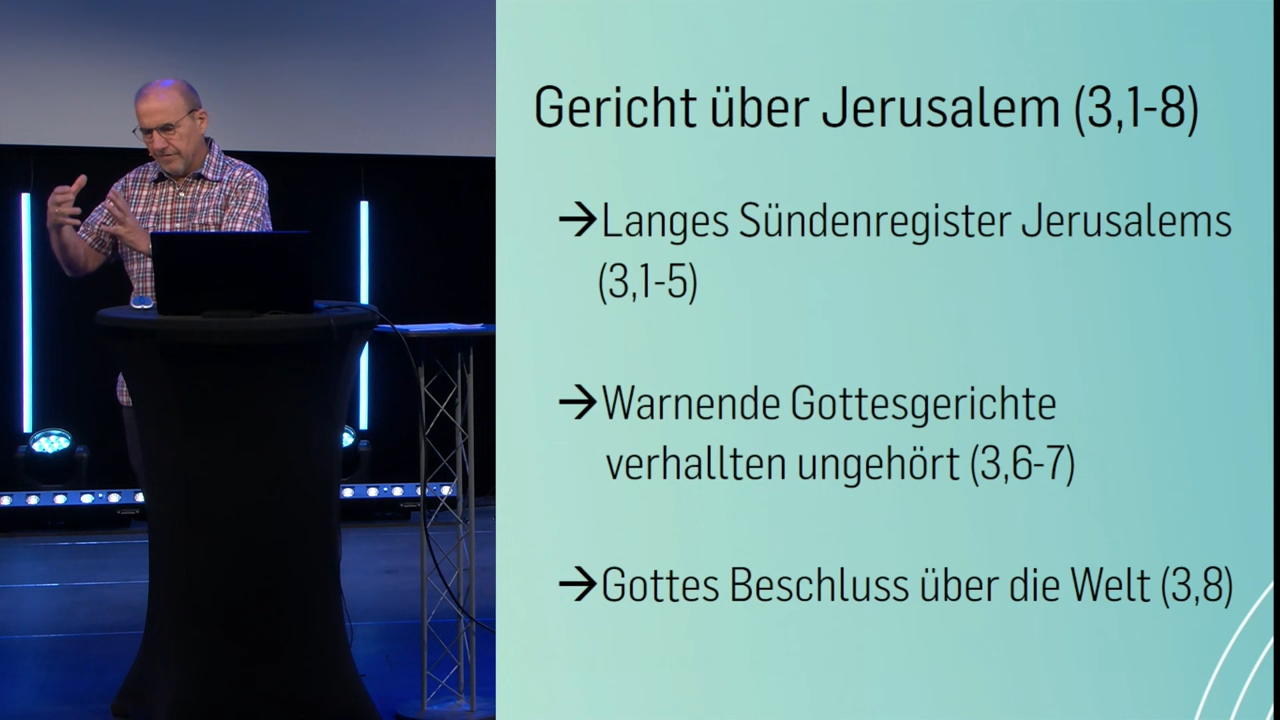 Gericht über Jerusalem (3,1-8)
→Langes Sündenregister Jerusalems
(3,1-5)
→Warnende Gottesgerichte
verhallten ungehört (3,6-7)
→Gottes Beschluss über die Welt (3,8)